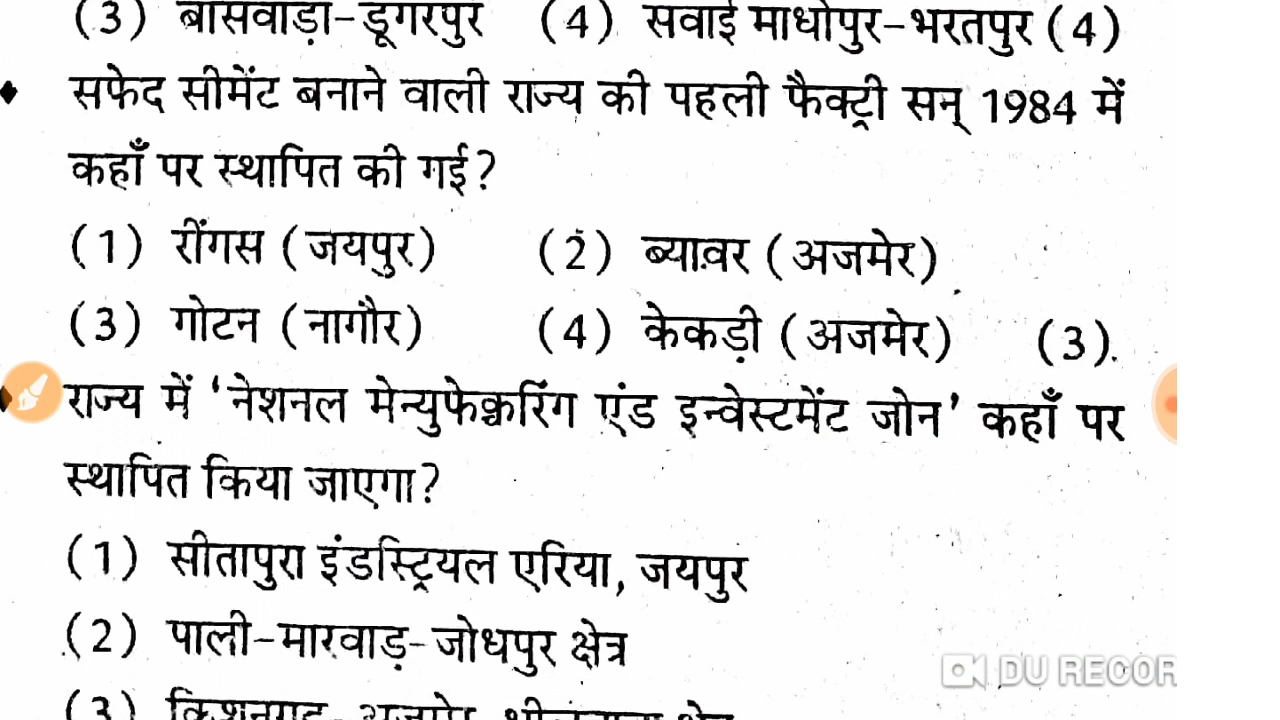 (3) बाँसवाड़ा-डूंगरपुर (4) सवाई माधोपुर-भरतपुर (4)
सफेद सीमेंट बनाने वाली राज्य की पहली फैक्ट्री सन् 1984 में
कहाँ पर स्थापित की गई?
(1) रींगस (जयपुर) (2) ब्यावर (अजमेर)
(3) गोटन (नागौर) (4) केकड़ी (अजमेर) (3)
राज्य में 'नेशनल मेन्युफेक्चरिंग एंड इन्वेस्टमेंट जोन' कहाँ पर
स्थापित किया जाएगा?
(1) सीतापुरा इंडस्ट्रियल एरिया, जयपुर
(2) पाली-मारवाड़-जोधपुर क्षेत्र
(3)
DU RECOR